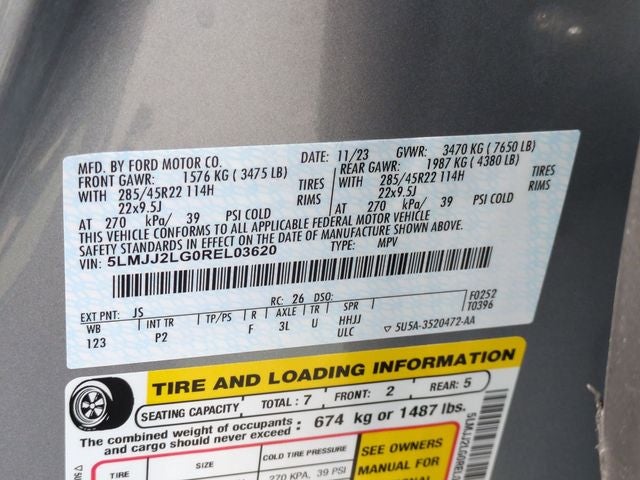 MFD. BY FORD MOTOR CO. DATE: 11/23 GVWR: 3470 KG ( 7650 LB)
FRONT GAWR: 1576 KG ( 3475 LB) REAR GAWR: 1987 KG ( 4380 LB)
WITH 285/45R22 114H TIRES WITH 285/45R22 114H TIRES
22x9.5J RIMS 22x9.5J RIMS
AT 270 kPa/ 39 PSI COLD AT 270 kPa/ 39 PSI COLD
THIS VEHICLE CONFORMS TO ALL APPLICABLE FEDERAL MOTOR VEHICLE
SAFETY STANDARDS IN EFFECT ON THE DATE OF MANUFACTURE SHOWN ABOVE.
VIN: 5LMJJ2LG0REL03620 TYPE: MPV
EXT PNT: JS RC: 26 DSO: F0252
WB INT TR TP/PS R AXLE TR SPR T0396
123 P2 F 3L U HHJJ
ULC ▽ 5U5A-3520472-AA
TIRE AND LOADING INFORMATION
SEATING CAPACITY TOTAL : 7 FRONT: 2 REAR: 5
The combined weight of occupants
and cargo should never exceed : 674 kg or 1487 lbs.
TIRE SIZE COLD TIRE PRESSURE SEE OWNERS
MANUAL FOR
270 KPA, 39 PSI
ADDITIONAL